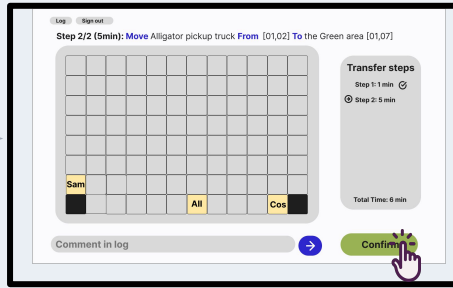 Log Sign out
Step 2/2 (5min): Move Alligator pickup truck From [01,02] To the Green area [01,07]
Transfer steps
Step 1: 1 min
Step 2: 5 min
Sam
All Cos
Total Time: 6 min
Comment in log
Confirm